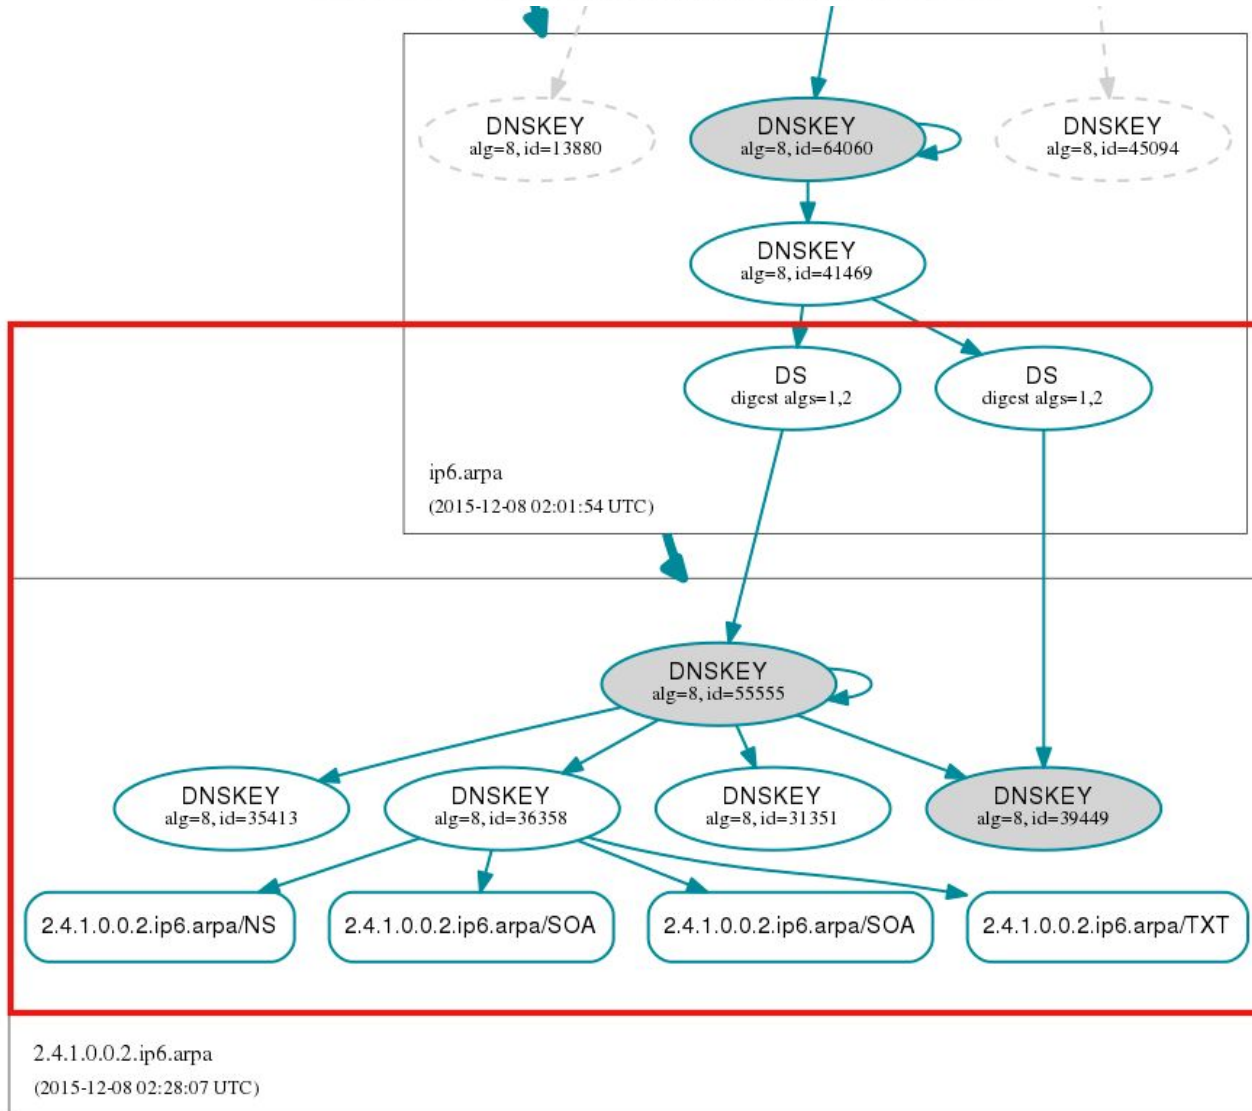 DNSKEY
alg=8, id=13880
DNSKEY
alg=8, id=64060
DNSKEY
alg=8, id=45094
DNSKEY
alg=8, id=41469
DS
digest algs=1,2
DS
digest algs=1,2
ip6.arpa
(2015-12-08 02:01:54 UTC)
DNSKEY
alg=8, id=55555
DNSKEY
alg=8, id=35413
DNSKEY
alg=8, id=36358
DNSKEY
alg=8, id=31351
DNSKEY
alg=8, id=39449
2.4.1.0.0.2.ip6.arpa/NS
2.4.1.0.0.2.ip6.arpa/SOA
2.4.1.0.0.2.ip6.arpa/SOA
2.4.1.0.0.2.ip6.arpa/TXT
2.4.1.0.0.2.ip6.arpa
(2015-12-08 02:28:07 UTC)